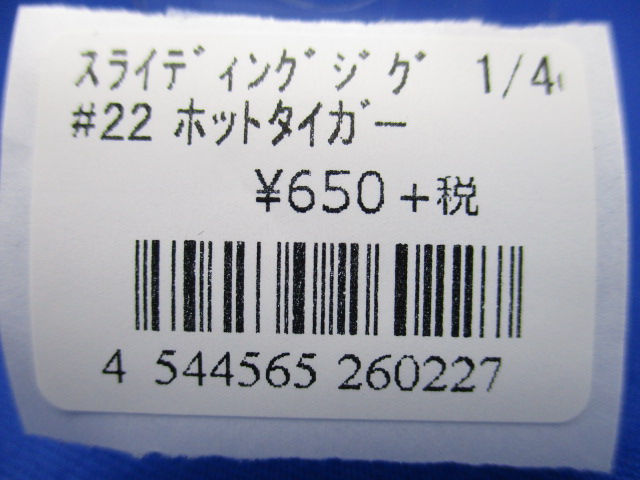 スライディングジグ 1/4
#22 ホットタイガー
¥650+税
4 544565 260227